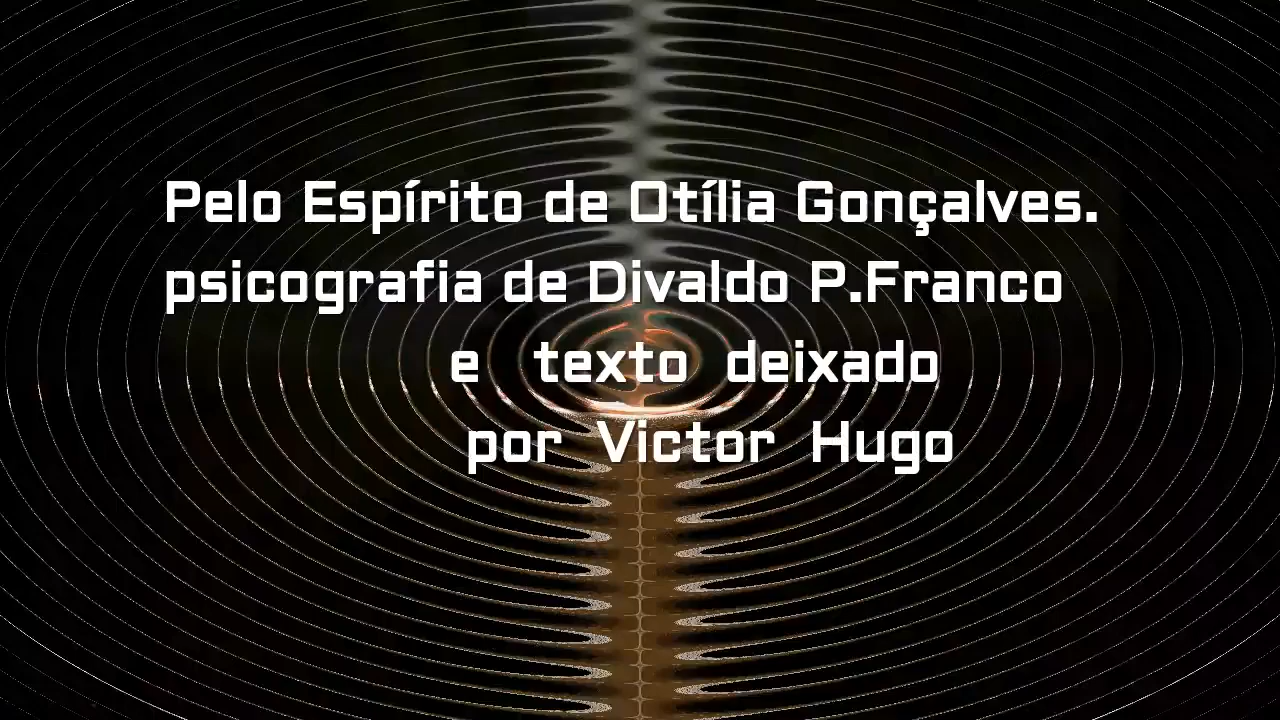 Pelo Espírito de Otília Gonçalves.
psicografia de Divaldo P.Franco
e texto deixado
por Victor Hugo